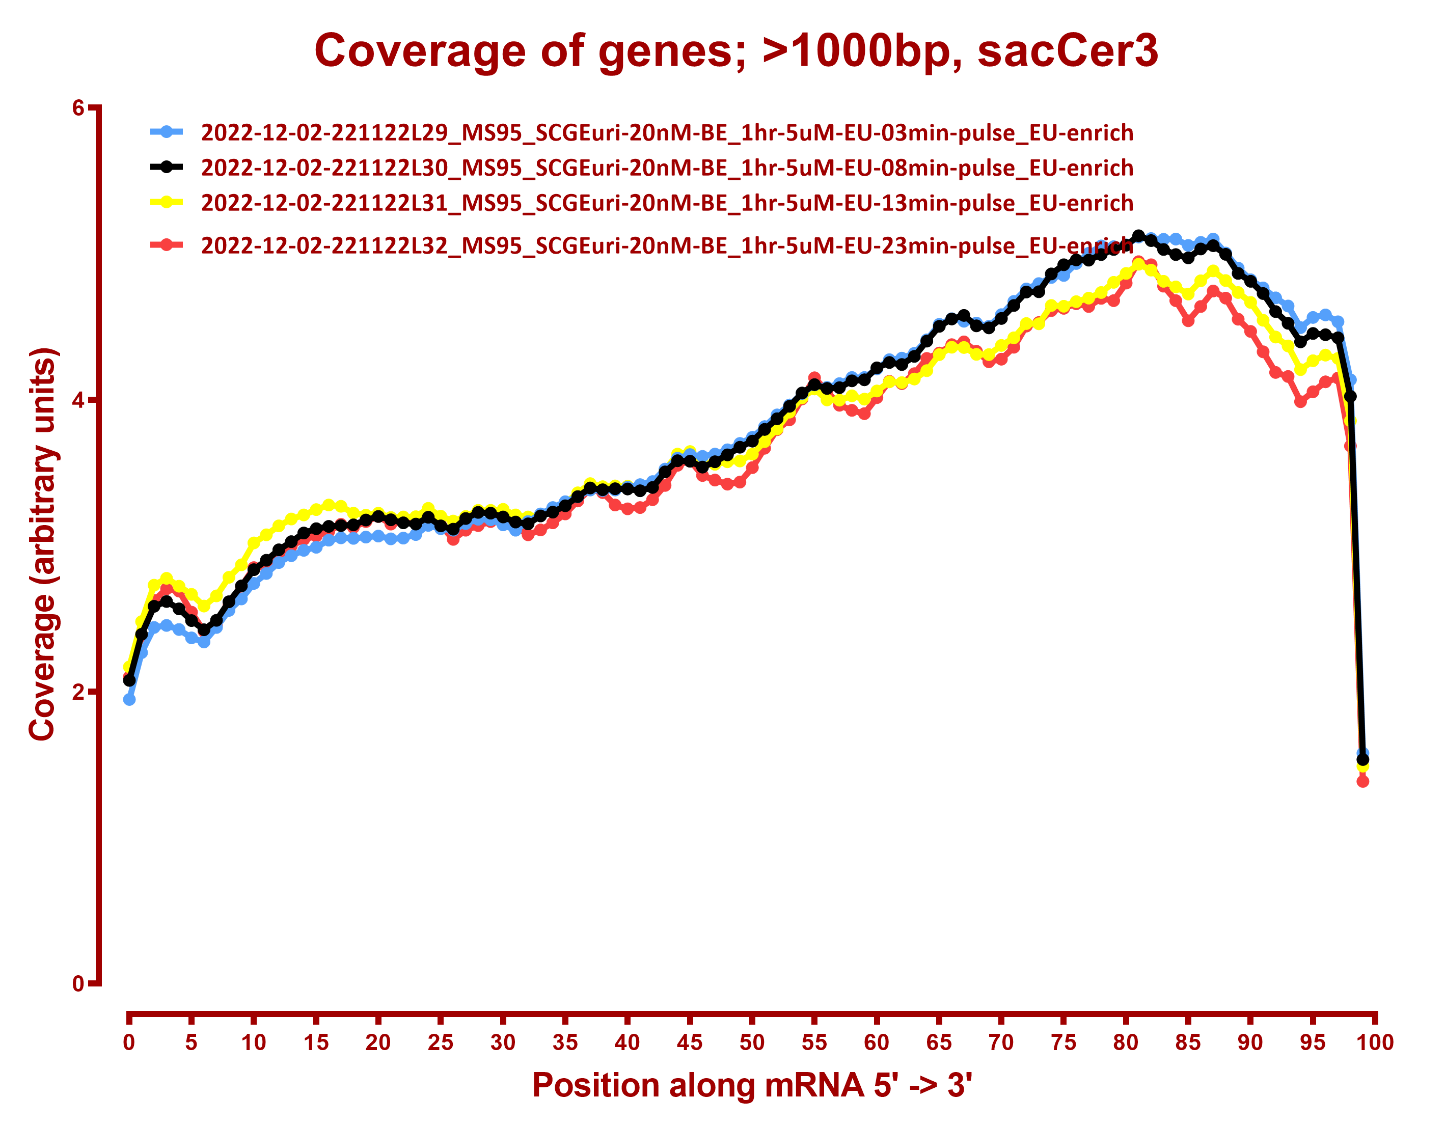 Coverage of genes; >1000bp, sacCer3
6
2022-12-02-221122L29_MS95_SCGEuri-20nM-BE_1hr-5uM-EU-03min-pulse_EU-enrich
2022-12-02-221122L30_MS95_SCGEuri-20nM-BE_1hr-5uM-EU-08min-pulse_EU-enrich
2022-12-02-221122L31_MS95_SCGEuri-20nM-BE_1hr-5uM-EU-13min-pulse_EU-enrich
2022-12-02-221122L32_MS95_SCGEuri-20nM-BE_1hr-5uM-EU-23min-pulse_EU-enrich
4
2
0
Coverage (arbitrary units)
0 5 10 15 20 25 30 35 40 45 50 55 60 65 70 75 80 85 90 95 100
Position along mRNA 5' -> 3'